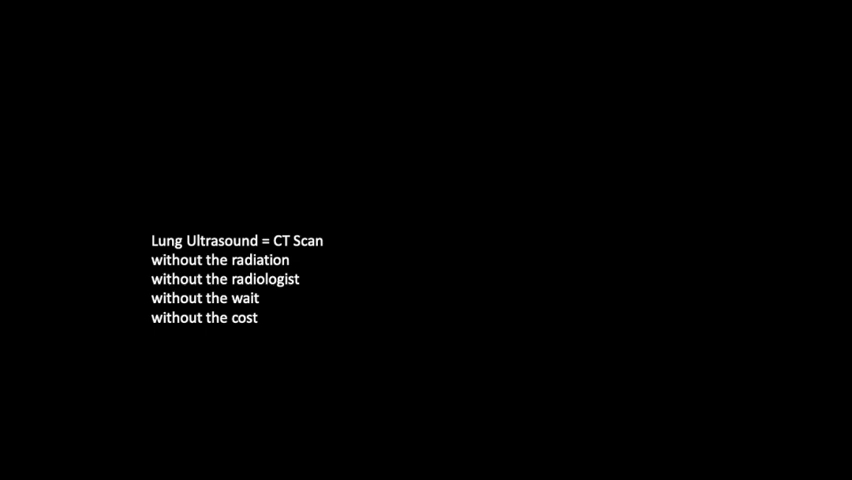 Lung Ultrasound = CT Scan
without the radiation
without the radiologist
without the wait
without the cost